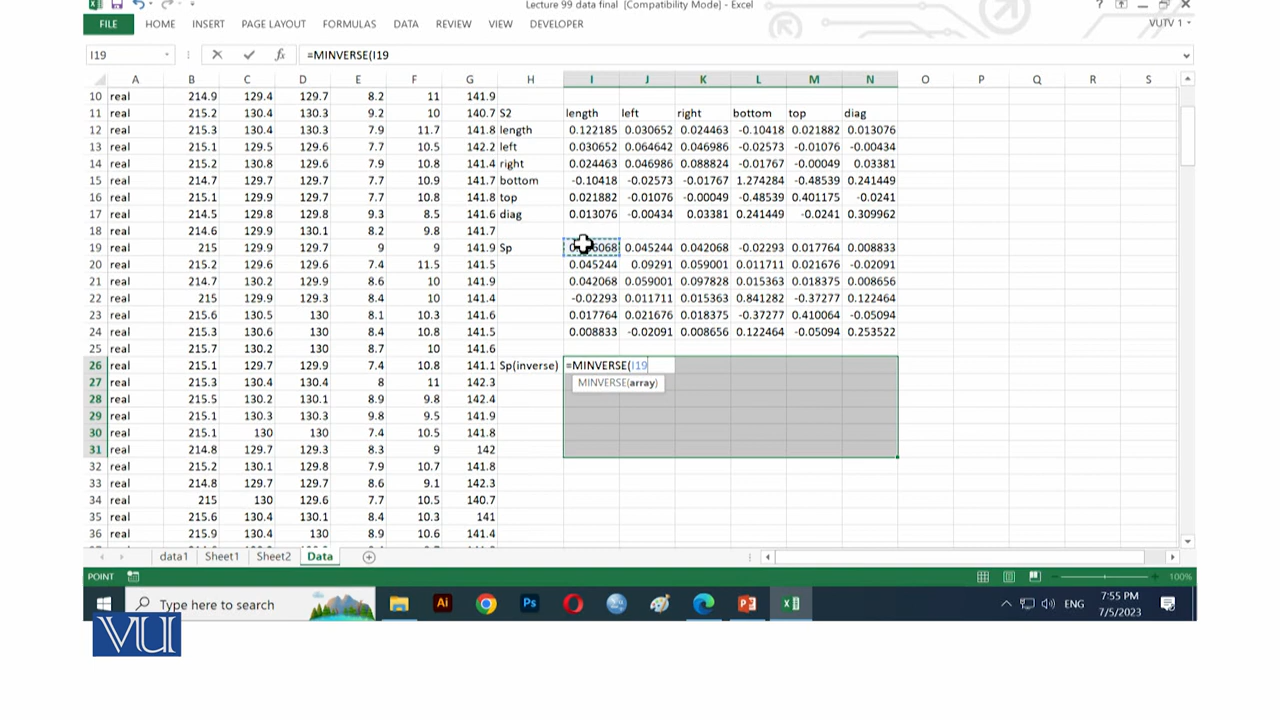 Lecture 99 data final [Compatibility Mode] - Excel
FILE HOME INSERT PAGE LAYOUT FORMULAS DATA REVIEW VIEW DEVELOPER VUTV 1
I19 =MINVERSE(I19
A B C D E F G H I J K L M N O P Q R S
10 real 214.9 129.4 129.7 8.2 11 141.9
11 real 215.2 130.4 130.3 9.2 10 140.7 S2 length left right bottom top diag
12 real 215.3 130.4 130.3 7.9 11.7 141.8 length 0.122185 0.030652 0.024463 -0.10418 0.021882 0.013076
13 real 215.1 129.5 129.6 7.7 10.5 142.2 left 0.030652 0.064642 0.046986 -0.02573 -0.01076 -0.00434
14 real 215.2 130.8 129.6 7.9 10.8 141.4 right 0.024463 0.046986 0.088824 -0.01767 -0.00049 0.03381
15 real 214.7 129.7 129.7 7.7 10.9 141.7 bottom -0.10418 -0.02573 -0.01767 1.274284 -0.48539 0.241449
16 real 215.1 129.9 129.7 7.7 10.8 141.8 top 0.021882 -0.01076 -0.00049 -0.48539 0.401175 -0.0241
17 real 214.5 129.8 129.8 9.3 8.5 141.6 diag 0.013076 -0.00434 0.03381 0.241449 -0.0241 0.309962
18 real 214.6 129.9 130.1 8.2 9.8 141.7
19 real 215 129.9 129.7 9 9 141.9 Sp 0.045244 0.042068 -0.02293 0.017764 0.008833
20 real 215.2 129.6 129.6 7.4 11.5 141.5 0.045244 0.09291 0.059001 0.011711 0.021676 -0.02091
21 real 214.7 130.2 129.9 8.6 10 141.9 0.042068 0.059001 0.097828 0.015363 0.018375 0.008656
22 real 215 129.9 129.3 8.4 10 141.4 -0.02293 0.011711 0.015363 0.841282 -0.37277 0.122464
23 real 215.6 130.5 130 8.1 10.3 141.6 0.017764 0.021676 0.018375 -0.37277 0.410064 -0.05094
24 real 215.3 130.6 130 8.4 10.8 141.5 0.008833 -0.02091 0.008656 0.122464 -0.05094 0.253522
25 real 215.7 130.2 130 8.7 10 141.6
26 real 215.1 129.7 129.9 7.4 10.8 141.1 Sp(inverse) =MINVERSE(I19
27 real 215.3 130.4 130.4 8 11 142.3 MINVERSE(array)
28 real 215.5 130.2 130.1 8.9 9.8 142.4
29 real 215.1 130.3 130.3 9.8 9.5 141.9
30 real 215.1 130 130 7.4 10.5 141.8
31 real 214.8 129.7 129.3 8.3 9 142
32 real 215.2 130.1 129.8 7.9 10.7 141.8
33 real 214.8 129.7 129.7 8.6 9.1 142.3
34 real 215 130 129.6 7.7 10.5 140.7
35 real 215.6 130.4 130.1 8.4 10.3 141
36 real 215.9 130.4 130 8.9 10.6 141.4
data1 Sheet1 Sheet2 Data
POINT 100%
Type here to search ENG 7:55 PM
7/5/2023
VUI